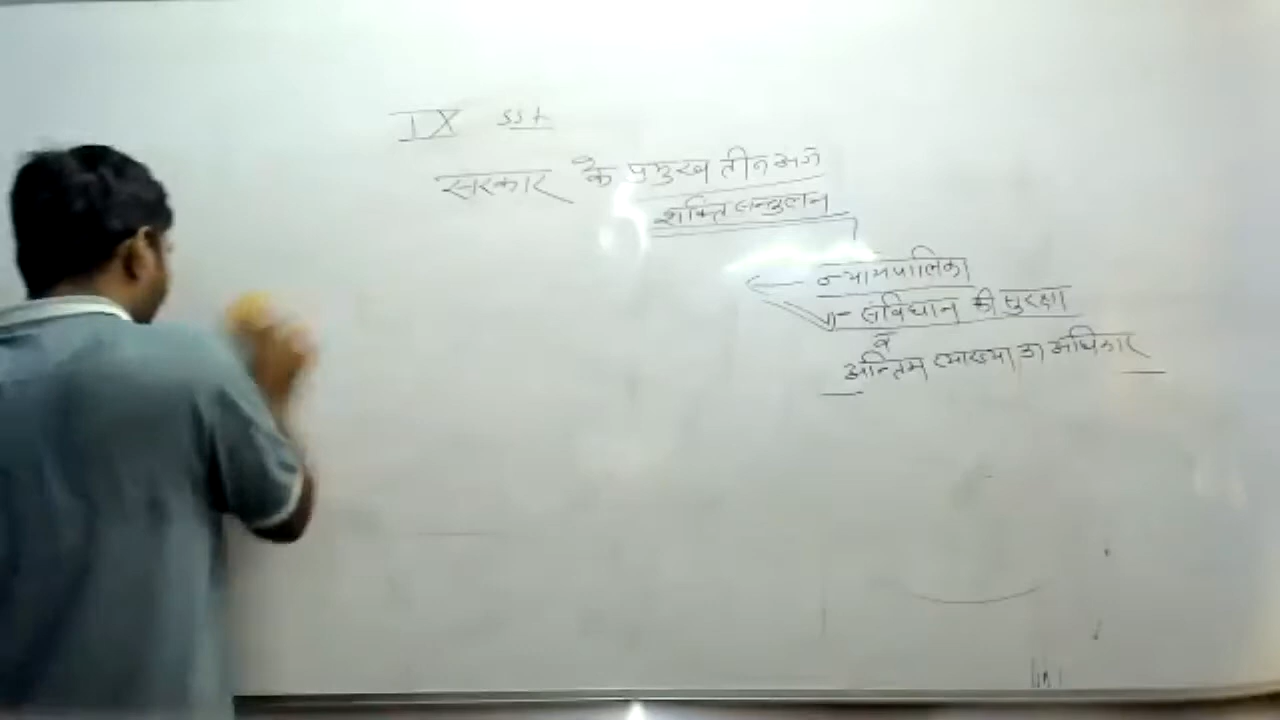 IX SST
सरकार के प्रमुख तीन अंग
शक्ति सन्तुलन
न्यायपालिका
संविधान की सुरक्षा
व
अन्तिम व्याख्या का अधिकार